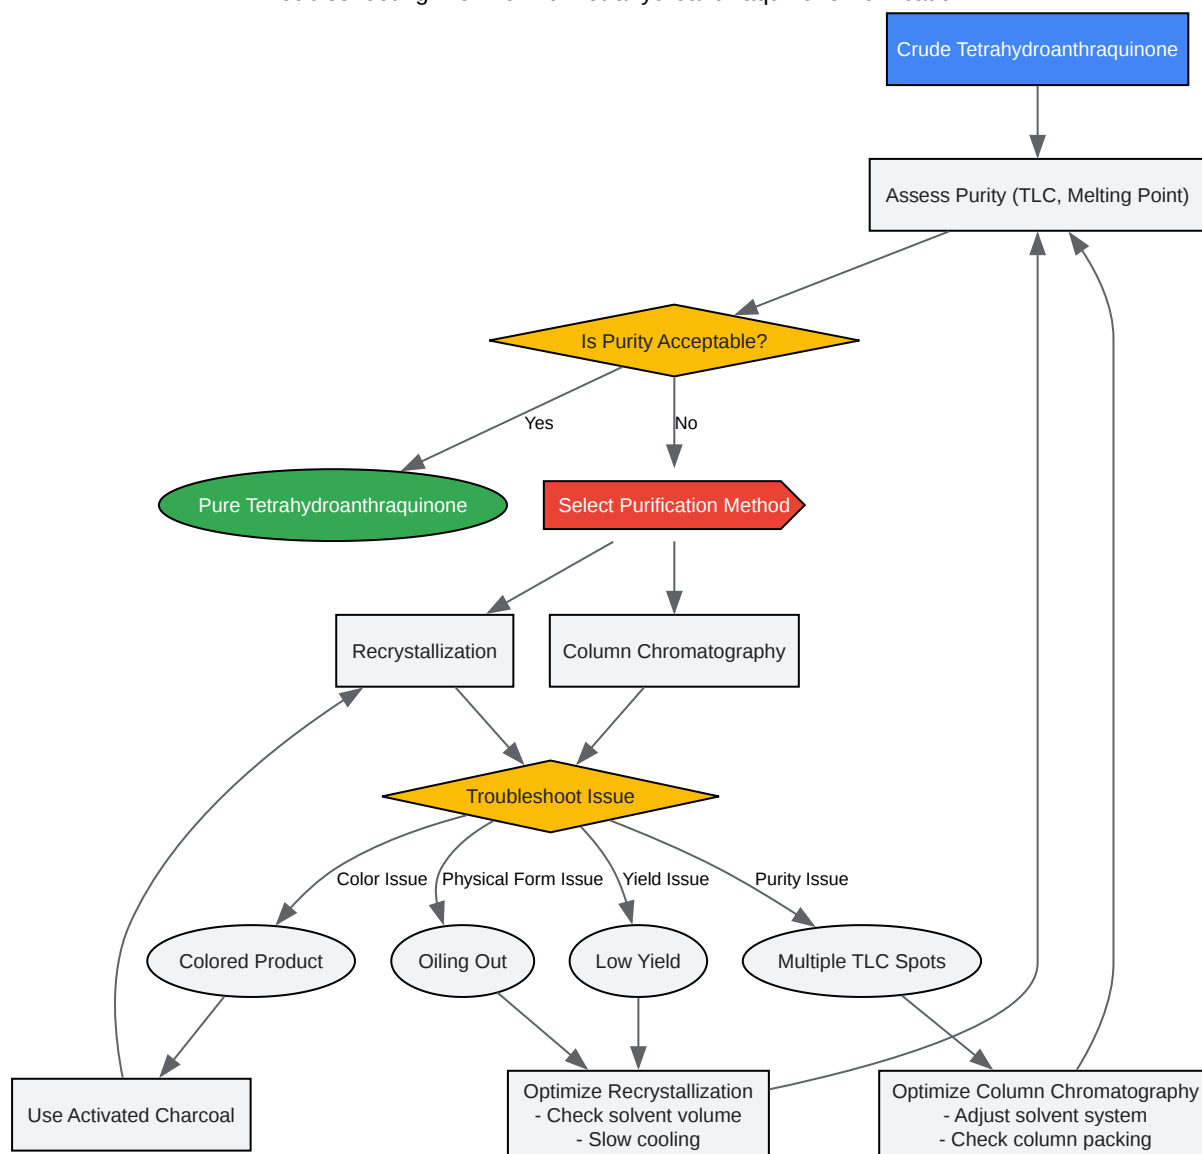 Crude Tetrahydroanthraquinone
Assess Purity (TLC, Melting Point)
Is Purity Acceptable?
Yes
No
Pure Tetrahydroanthraquinone
Select Purification Method
Recrystallization
Column Chromatography
Troubleshoot Issue
Color Issue
Physical Form Issue
Yield Issue
Purity Issue
Colored Product
Oiling Out
Low Yield
Multiple TLC Spots
Use Activated Charcoal
Optimize Recrystallization
- Check solvent volume
- Slow cooling
Optimize Column Chromatography
- Adjust solvent system
- Check column packing